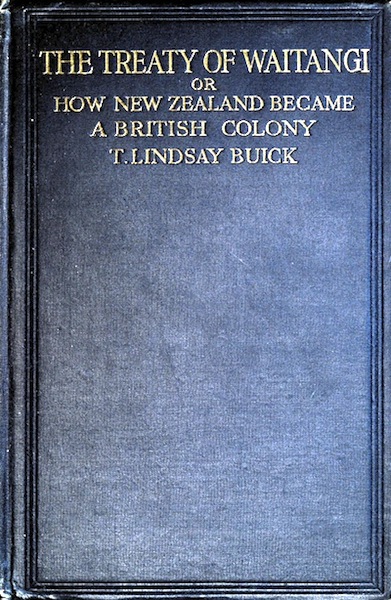 THE TREATY OF WAITANGI
OR
HOW NEW ZEALAND BECAME
A BRITISH COLONY
T. LINDSAY BUICK